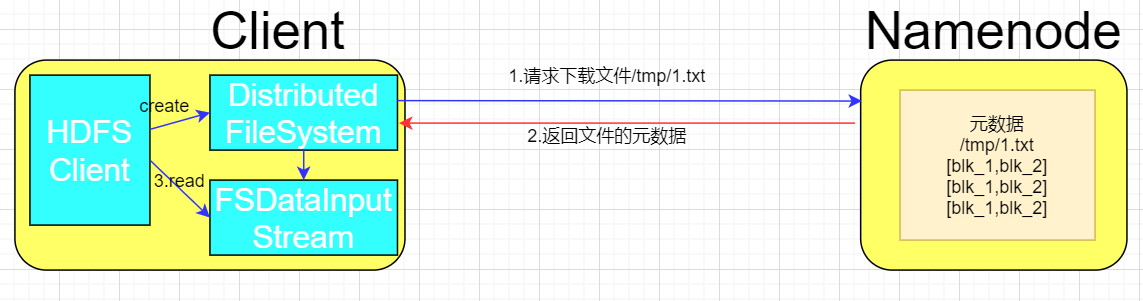 Client
Namenode
HDFS
Client
create
3.read
Distributed
FileSystem
FSDataInput
Stream
1.请求下载文件/tmp/1.txt
2.返回文件的元数据
元数据
/tmp/1.txt
[blk_1,blk_2]
[blk_1,blk_2]
[blk_1,blk_2]